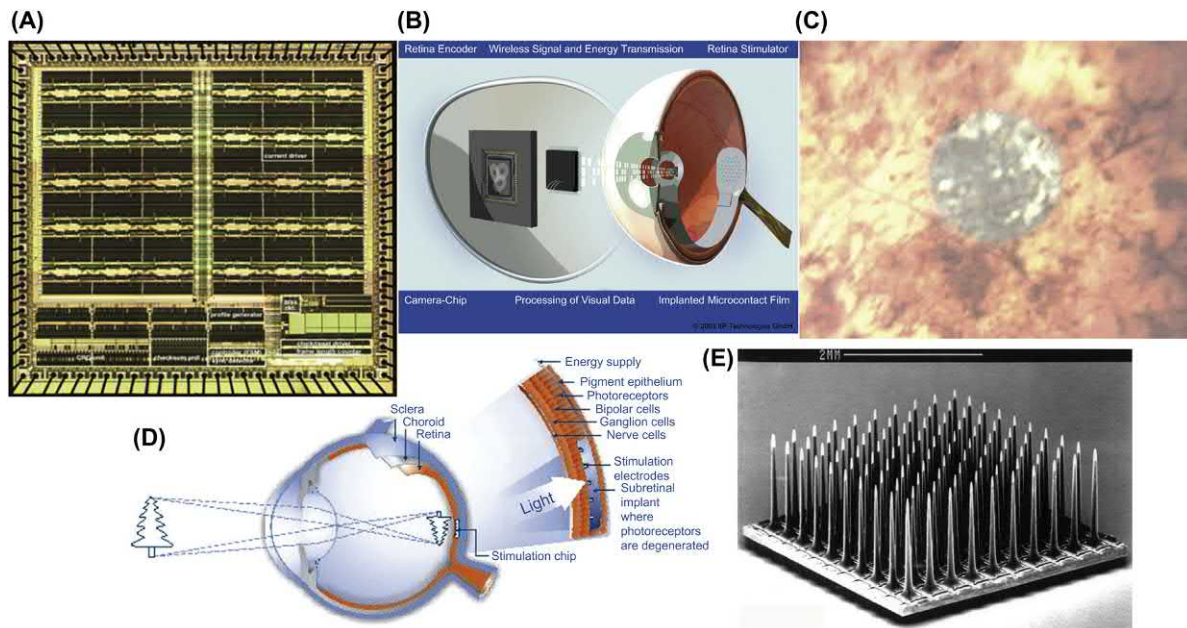 (A)
current driver
profile generator
(B)
Retina Encoder
Wireless Signal and Energy Transmission
Retina Stimulator
Camera-Chip
Processing of Visual Data
Implanted Microcontact Film
(C)
(D)
Sclera
Choroid
Retina
Stimulation chip
Energy supply
Pigment epithelium
Photoreceptors
Bipolar cells
Ganglion cells
Nerve cells
Stimulation
electrodes
Subretinal
implant
where
photoreceptors
are degenerated
Light
(E)
2MM